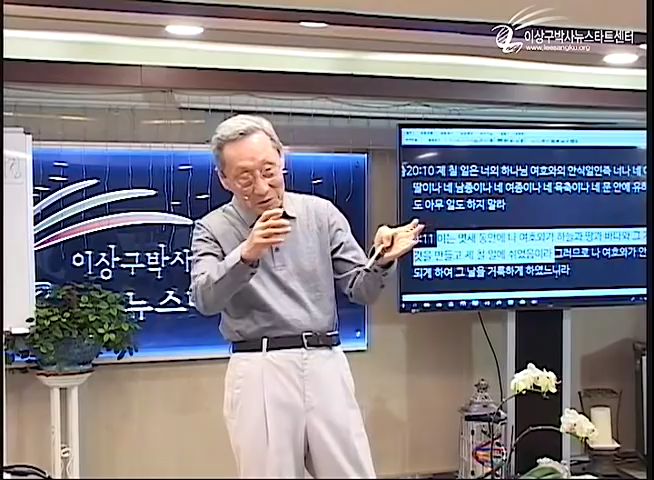 이상구박사뉴스타트센터
www.leesangku.org
20:10 제 칠 일은 너의 하나님 여호와의 안식일인즉 너나 네
딸이나 네 남종이나 네 여종이나 네 육축이나 네 문 안에 유하
도 아무 일도 하지 말라
:11 이는 엿새 동안에 나 여호와가 하늘과 땅과 바다와 그
것을 만들고 제 칠 일에 쉬었음이라 그러므로 나 여호와가 안
되게 하여 그 날을 거룩하게 하였느니라
이상구박
뉴스